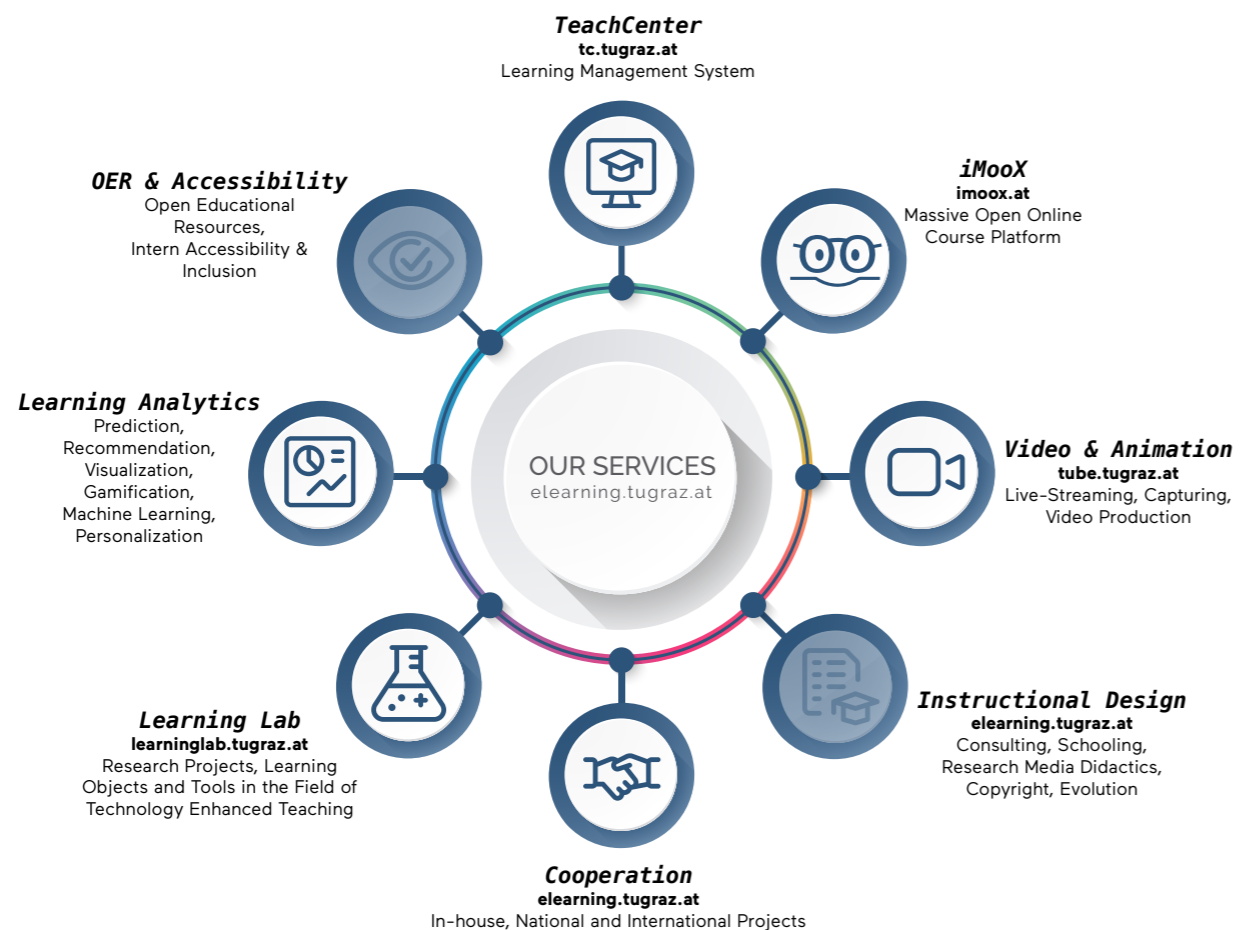 TeachCenter
tc.tugraz.at
Learning Management System
iMooX
imoox.at
Massive Open Online
Course Platform
Video & Animation
tube.tugraz.at
Live-Streaming, Capturing,
Video Production
Instructional Design
elearning.tugraz.at
Consulting, Schooling,
Research Media Didactics,
Copyright, Evolution
Cooperation
elearning.tugraz.at
In-house, National and International Projects
Learning Lab
learninglab.tugraz.at
Research Projects, Learning
Objects and Tools in the Field of
Technology Enhanced Teaching
Learning Analytics
Prediction,
Recommendation,
Visualization,
Gamification,
Machine Learning,
Personalization
OER & Accessibility
Open Educational
Resources,
Intern Accessibility &
Inclusion
OUR SERVICES
elearning.tugraz.at